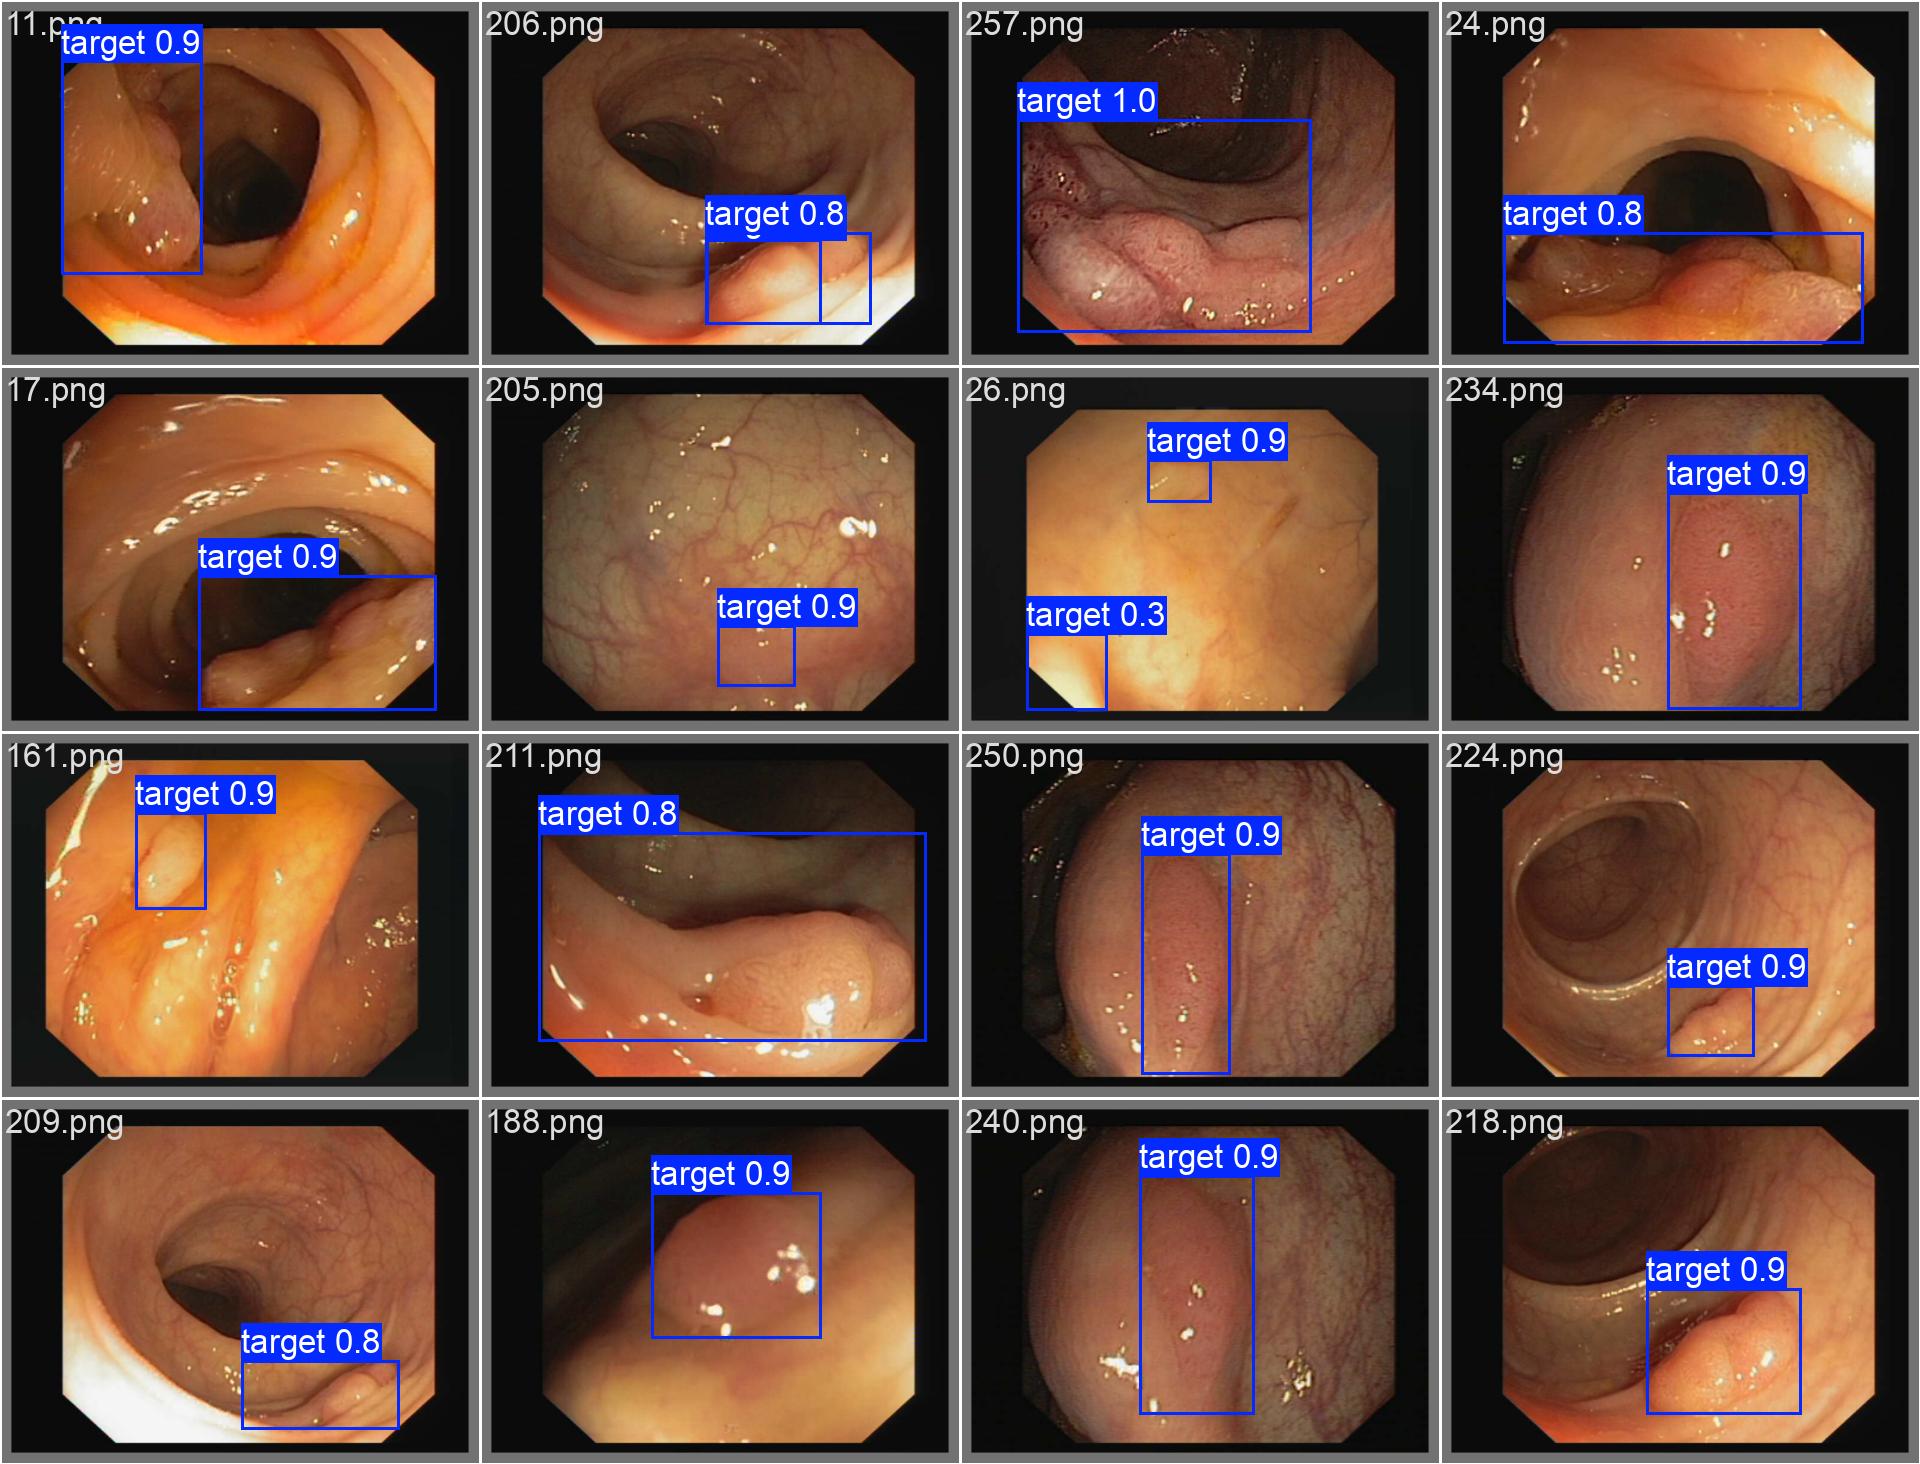 11.png
target 0.9
206.png
target 0.8
257.png
target 1.0
24.png
target 0.8
17.png
target 0.9
205.png
target 0.9
26.png
target 0.9
target 0.3
234.png
target 0.9
161.png
target 0.9
211.png
target 0.8
250.png
target 0.9
224.png
target 0.9
209.png
target 0.8
188.png
target 0.9
240.png
target 0.9
218.png
target 0.9